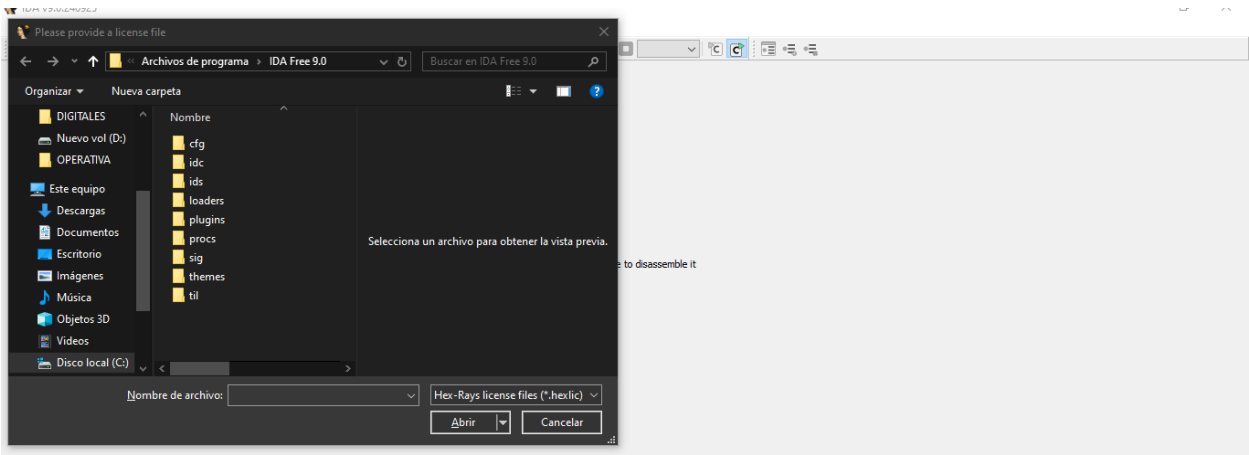 IDA v9.0.240925
Please provide a license file
Archivos de programa
IDA Free 9.0
Buscar en IDA Free 9.0
Organizar
Nueva carpeta
DIGITALES
Nuevo vol (D:)
OPERATIVA
Este equipo
Descargas
Documentos
Escritorio
Imágenes
Música
Objetos 3D
Videos
Disco local (C:)
Nombre
cfg
idc
ids
loaders
plugins
procs
sig
themes
til
Selecciona un archivo para obtener la vista previa.
e to disassemble it
Nombre de archivo:
Hex-Rays license files (*.hexlic)
Abrir
Cancelar